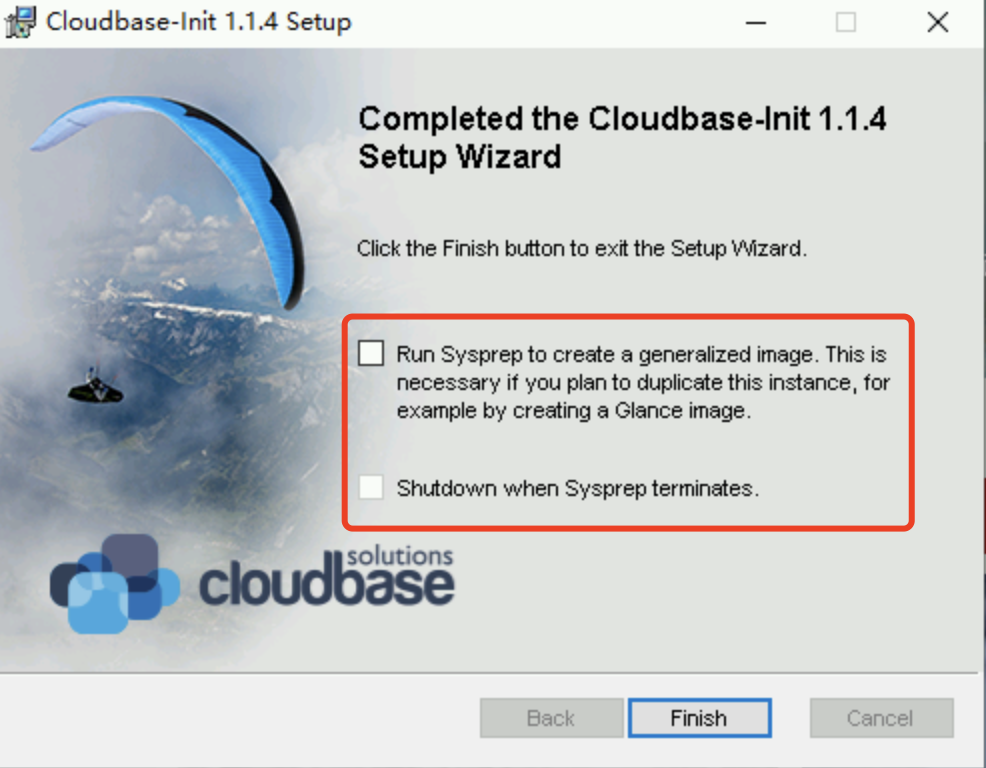 Cloudbase-Init 1.1.4 Setup
Completed the Cloudbase-Init 1.1.4
Setup Wizard
Click the Finish button to exit the Setup Wizard.
Run Sysprep to create a generalized image. This is
necessary if you plan to duplicate this instance, for
example by creating a Glance image.
Shutdown when Sysprep terminates.
solutions
cloudbase
Back
Finish
Cancel